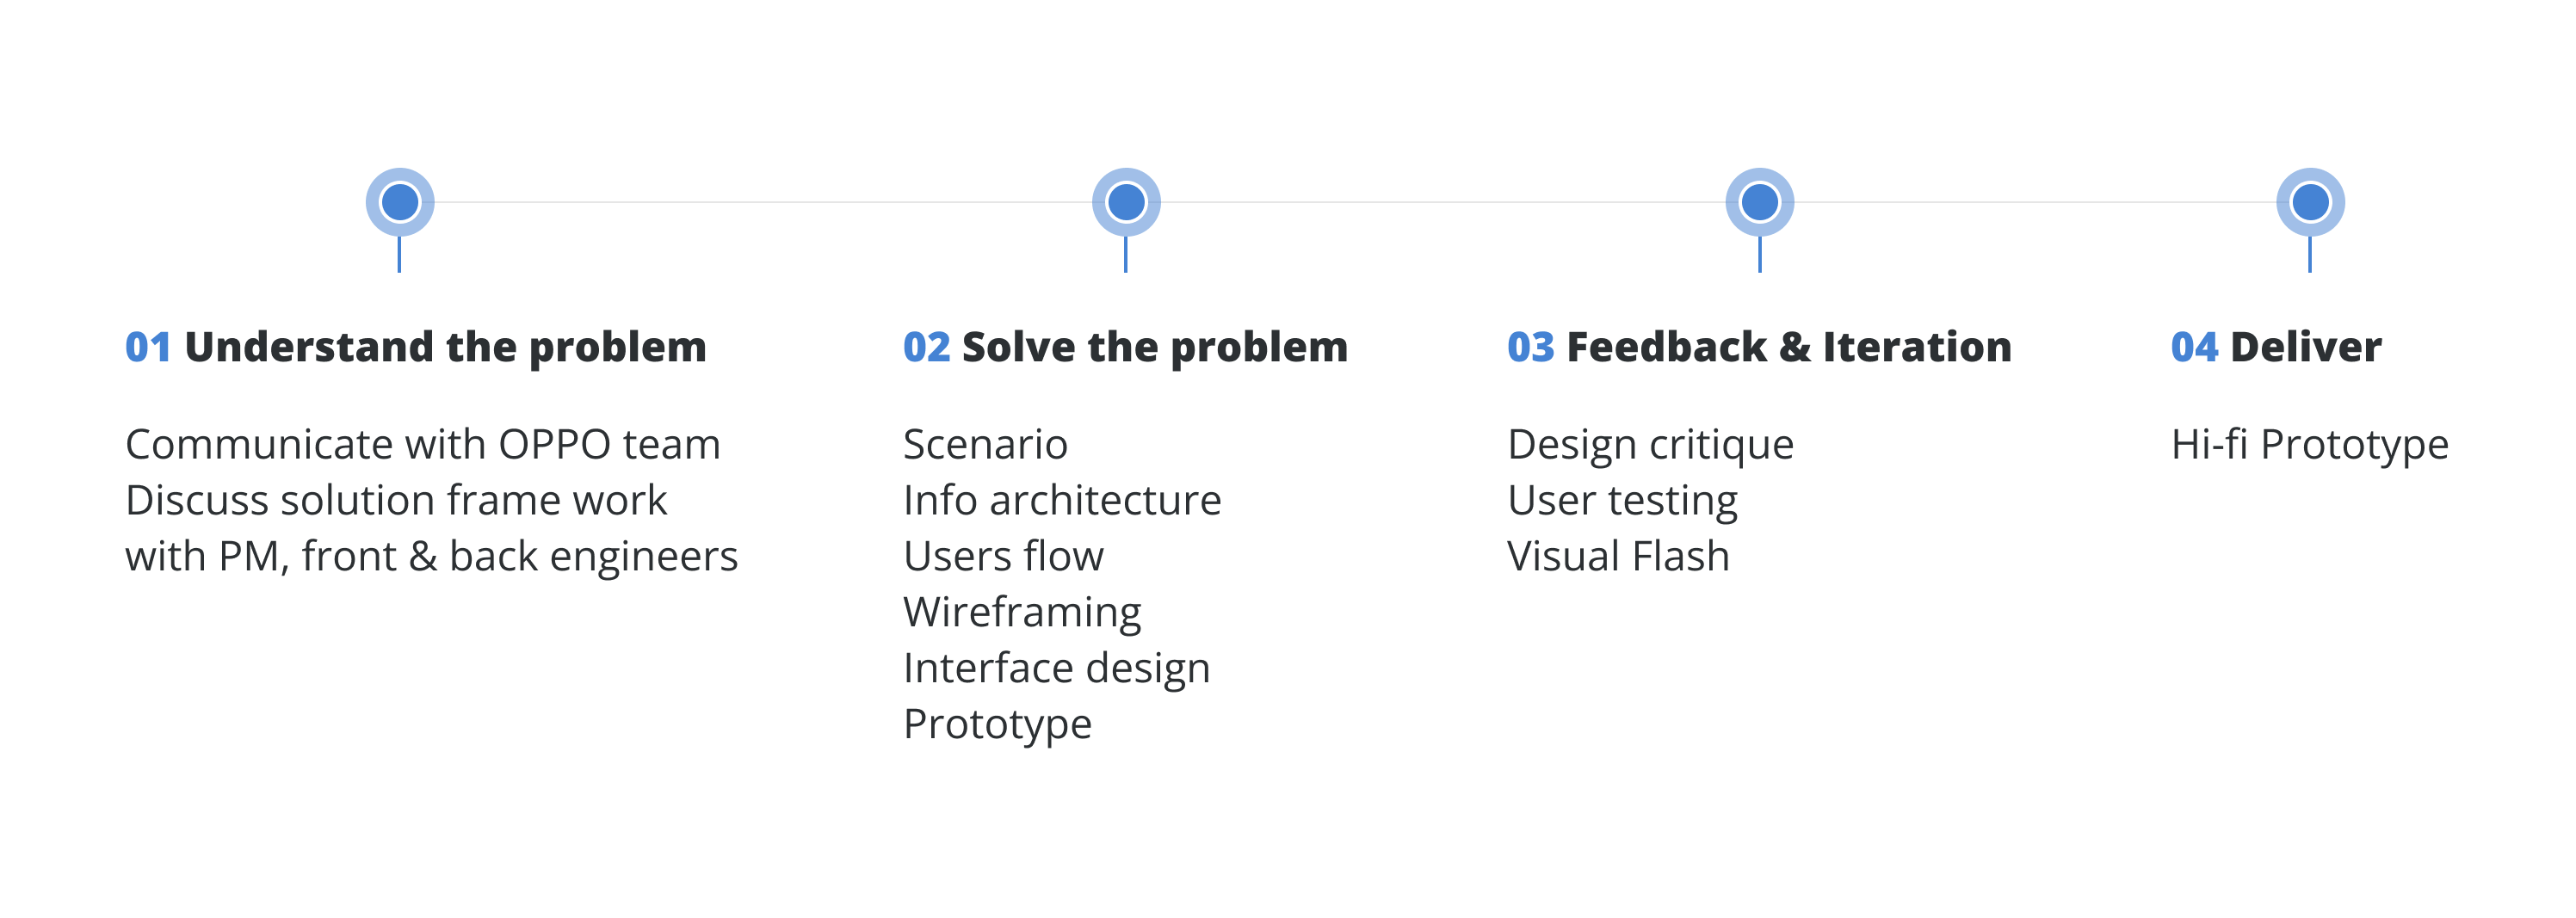 01 Understand the problem
Communicate with OPPO team
Discuss solution frame work
with PM, front & back engineers
02 Solve the problem
Scenario
Info architecture
Users flow
Wireframing
Interface design
Prototype
03 Feedback & Iteration
Design critique
User testing
Visual Flash
04 Deliver
Hi-fi Prototype